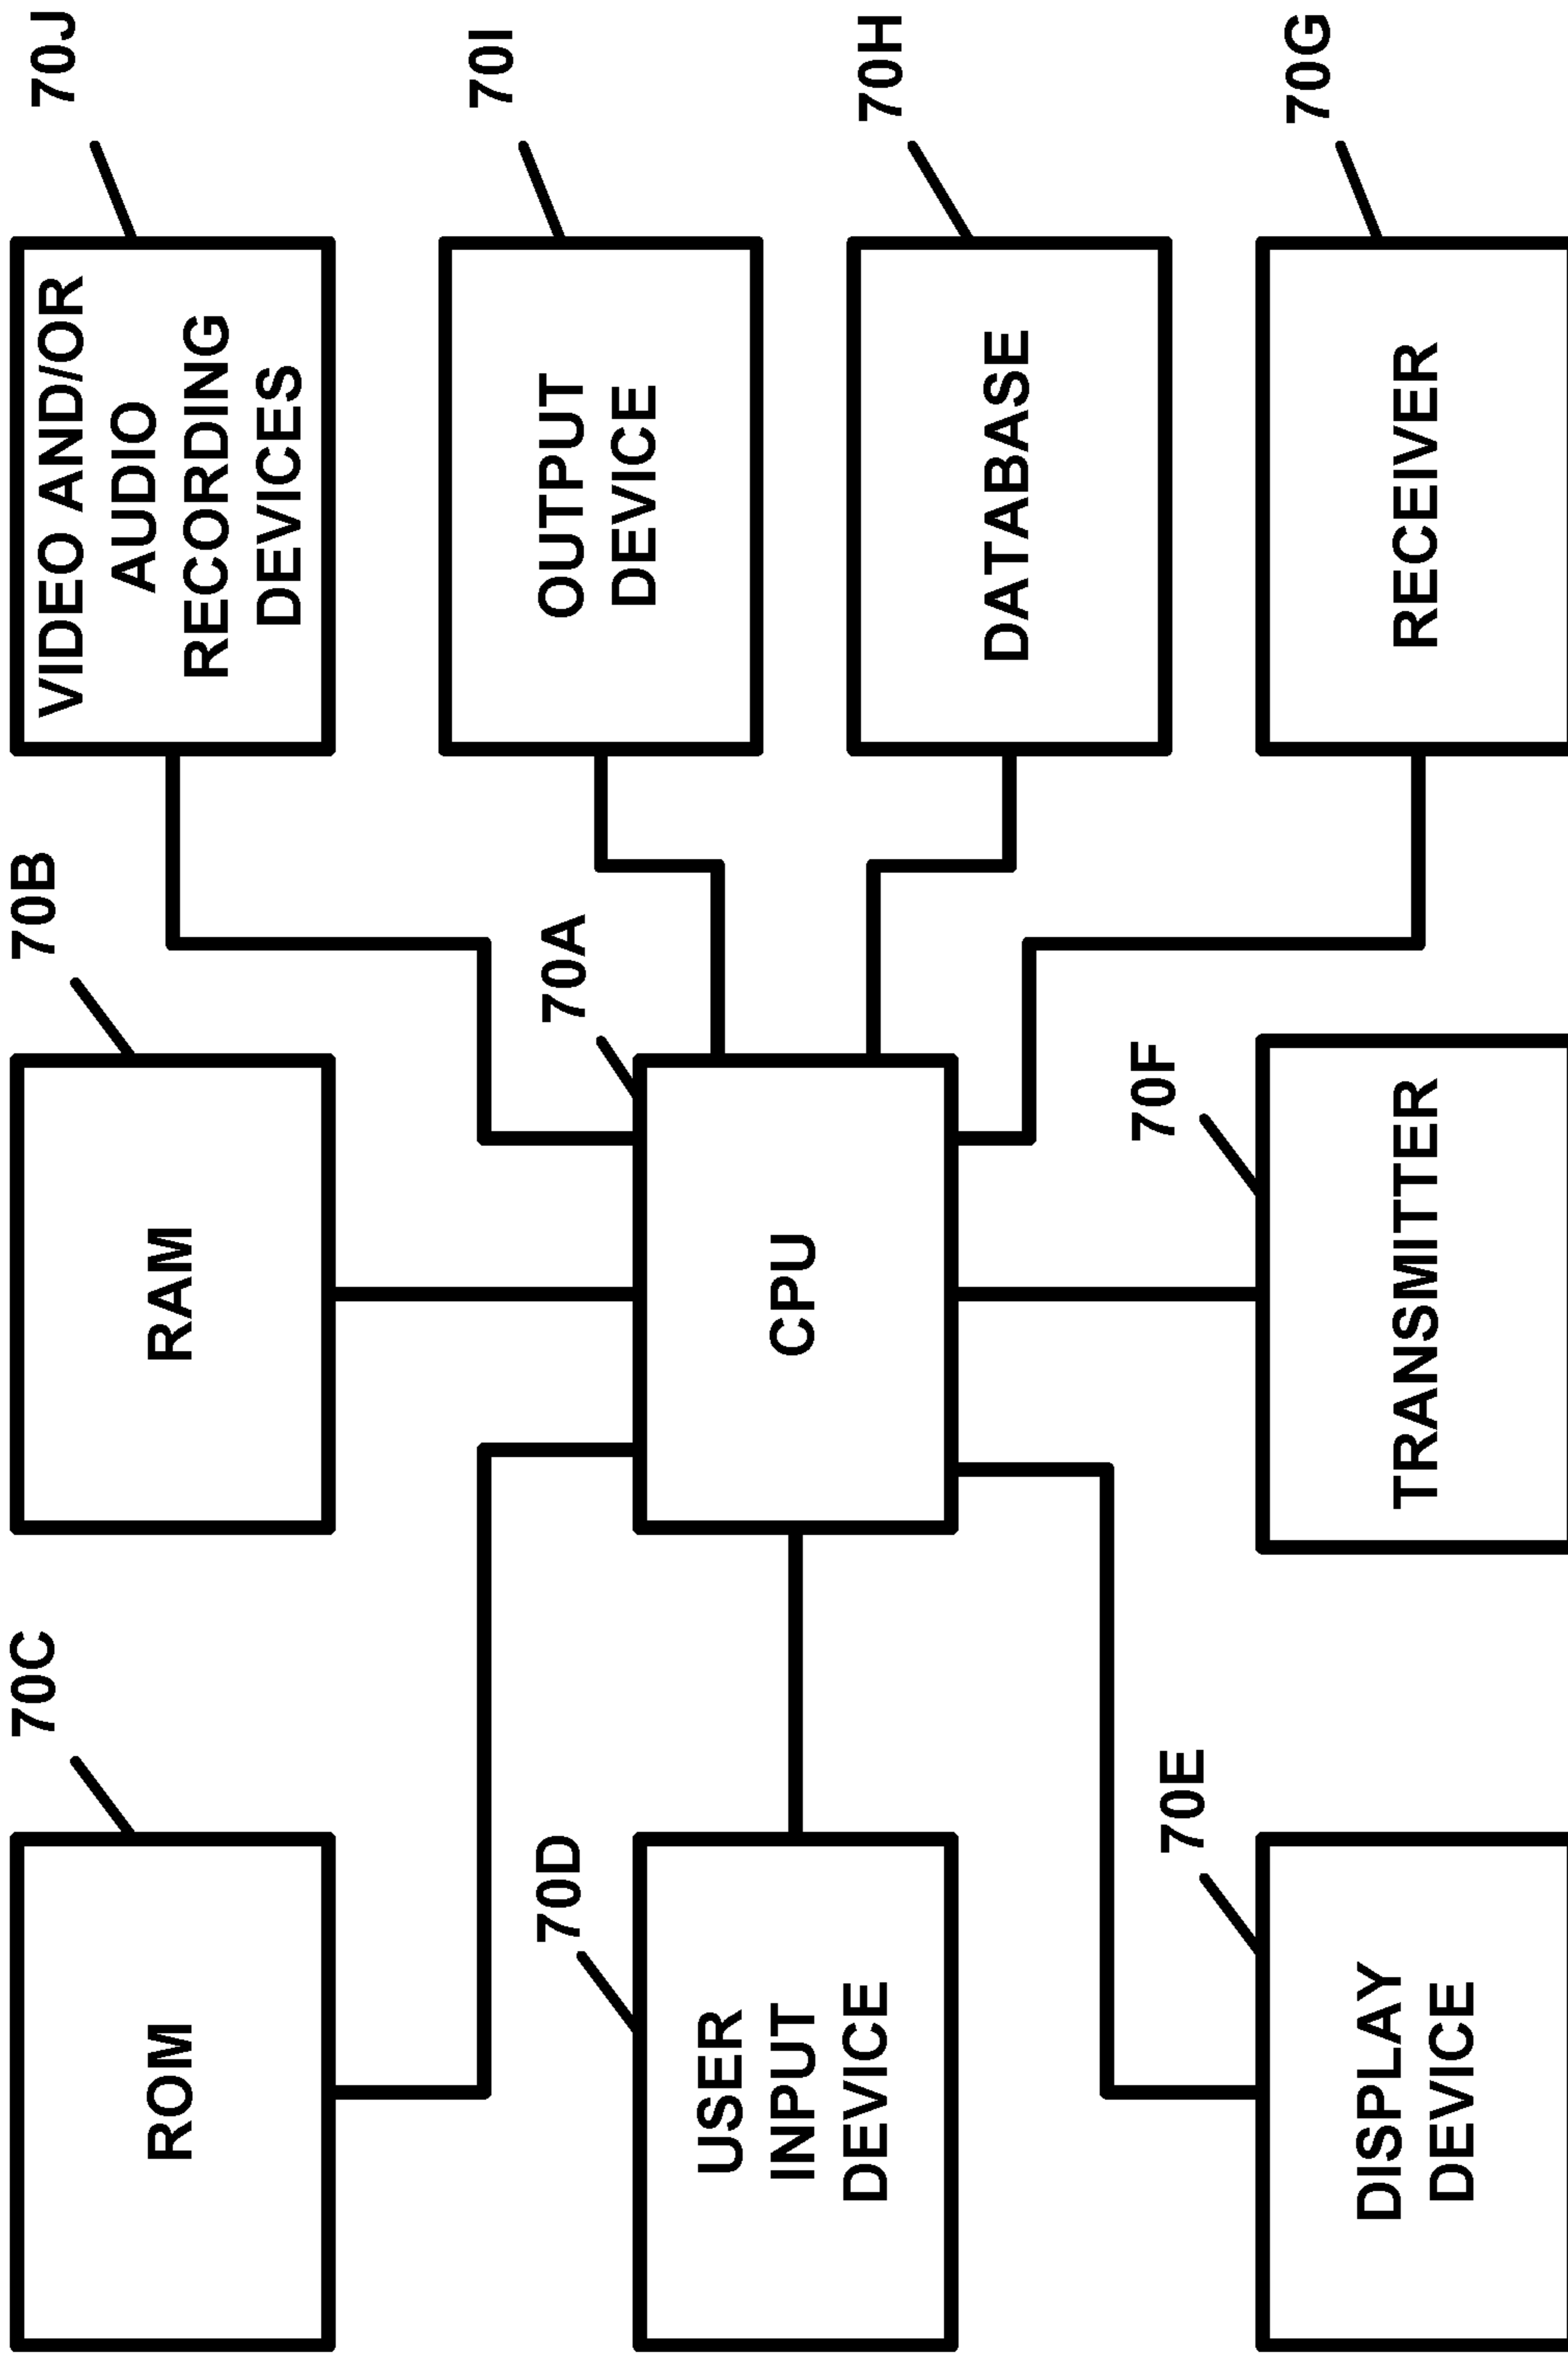 70C
70B
70J
ROM
RAM
VIDEO AND/OR
AUDIO
RECORDING
DEVICES
70I
70D
70A
OUTPUT
DEVICE
USER
INPUT
DEVICE
CPU
70H
DATABASE
70E
70F
70G
DISPLAY
DEVICE
TRANSMITTER
RECEIVER